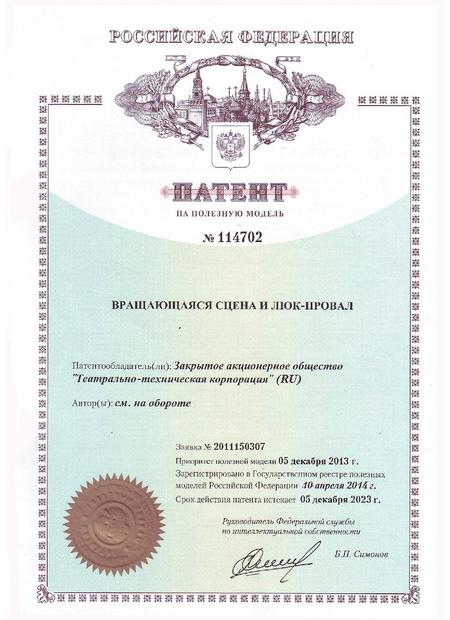 РОССИЙСКАЯ ФЕДЕРАЦИЯ
ПАТЕНТ
НА ПОЛЕЗНУЮ МОДЕЛЬ
№ 114702
ВРАЩАЮЩАЯСЯ СЦЕНА И ЛЮК-ПРОВАЛ
Патентообладатель(ли): Закрытое акционерное общество
"Театрально-техническая корпорация" (RU)
Автор(ы): см. на обороте
Заявка № 2011150307
Приоритет полезной модели 05 декабря 2013 г.
Зарегистрировано в Государственном реестре полезных
моделей Российской Федерации 10 апреля 2014 г.
Срок действия патента истекает 05 декабря 2023 г.
Руководитель Федеральной службы
по интеллектуальной собственности
Б.П. Симонов